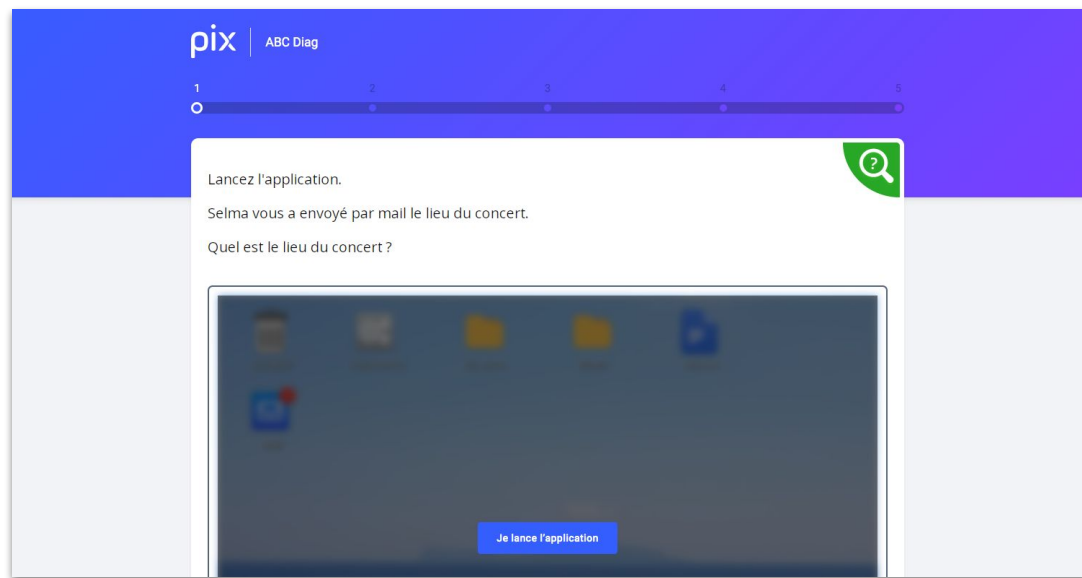 pix ABC Diag
1 2 3 4 5
Lancez l'application.
Selma vous a envoyé par mail le lieu du concert.
Quel est le lieu du concert ?
?
Je lance l'application